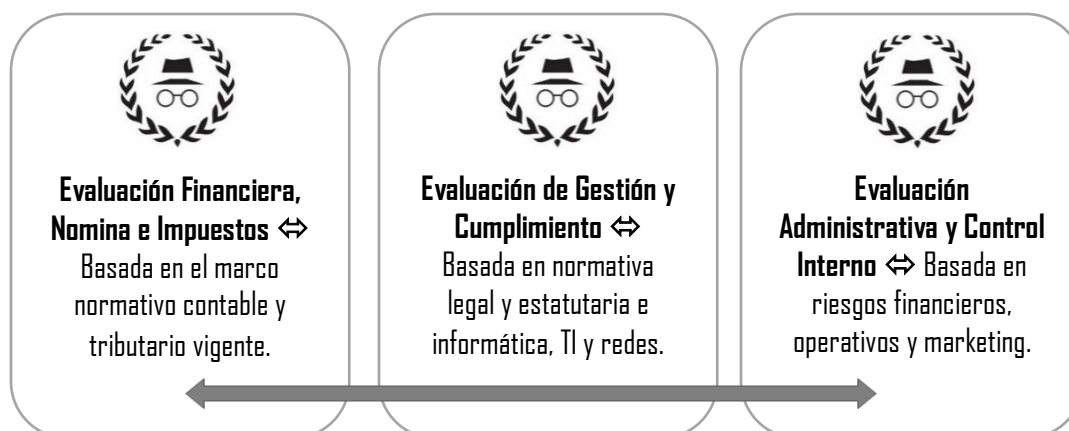 Evaluación Financiera,
Nomina e Impuestos ⇔
Basada en el marco
normativo contable y
tributario vigente.
Evaluación de Gestión y
Cumplimiento ⇔
Basada en normativa
legal y estatutaria e
informática, TI y redes.
Evaluación
Administrativa y Control
Interno ⇔ Basada en
riesgos financieros,
operativos y marketing.